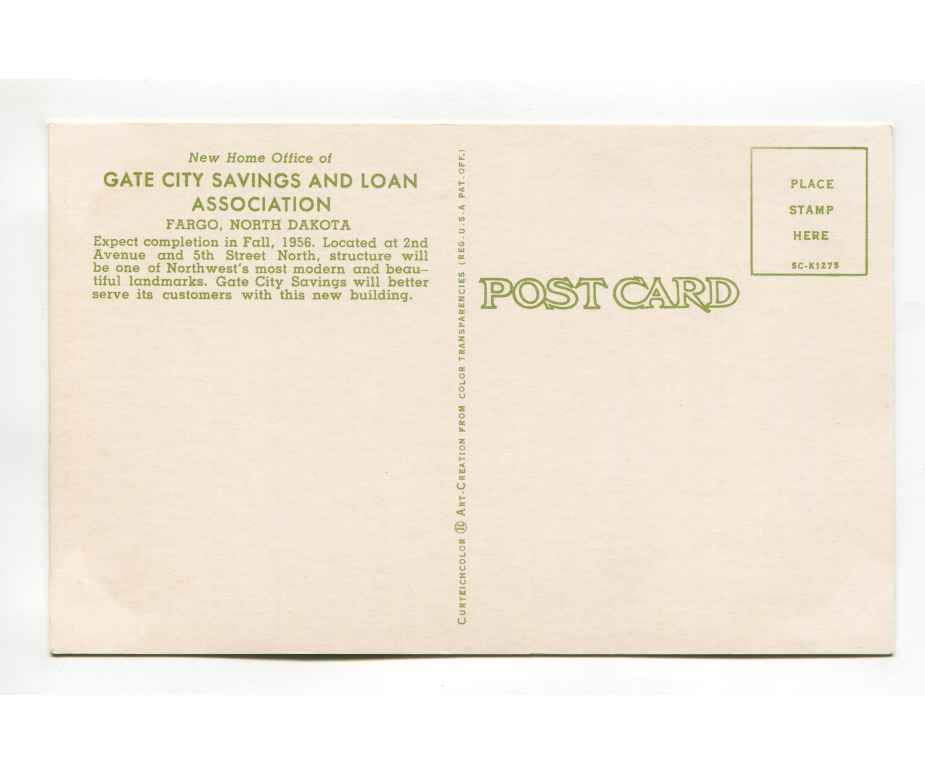 New Home Office of
GATE CITY SAVINGS AND LOAN
ASSOCIATION
FARGO, NORTH DAKOTA
Expect completion in Fall, 1956. Located at 2nd
Avenue and 5th Street North, structure will
be one of Northwest's most modern and beau-
tiful landmarks. Gate City Savings will better
serve its customers with this new building.
CURTEICHCOLOR ART-CREATION FROM COLOR TRANSPARENCIES (REG. U.S.A PAT. OFF.)
POST CARD
PLACE
STAMP
HERE
5C-K1275